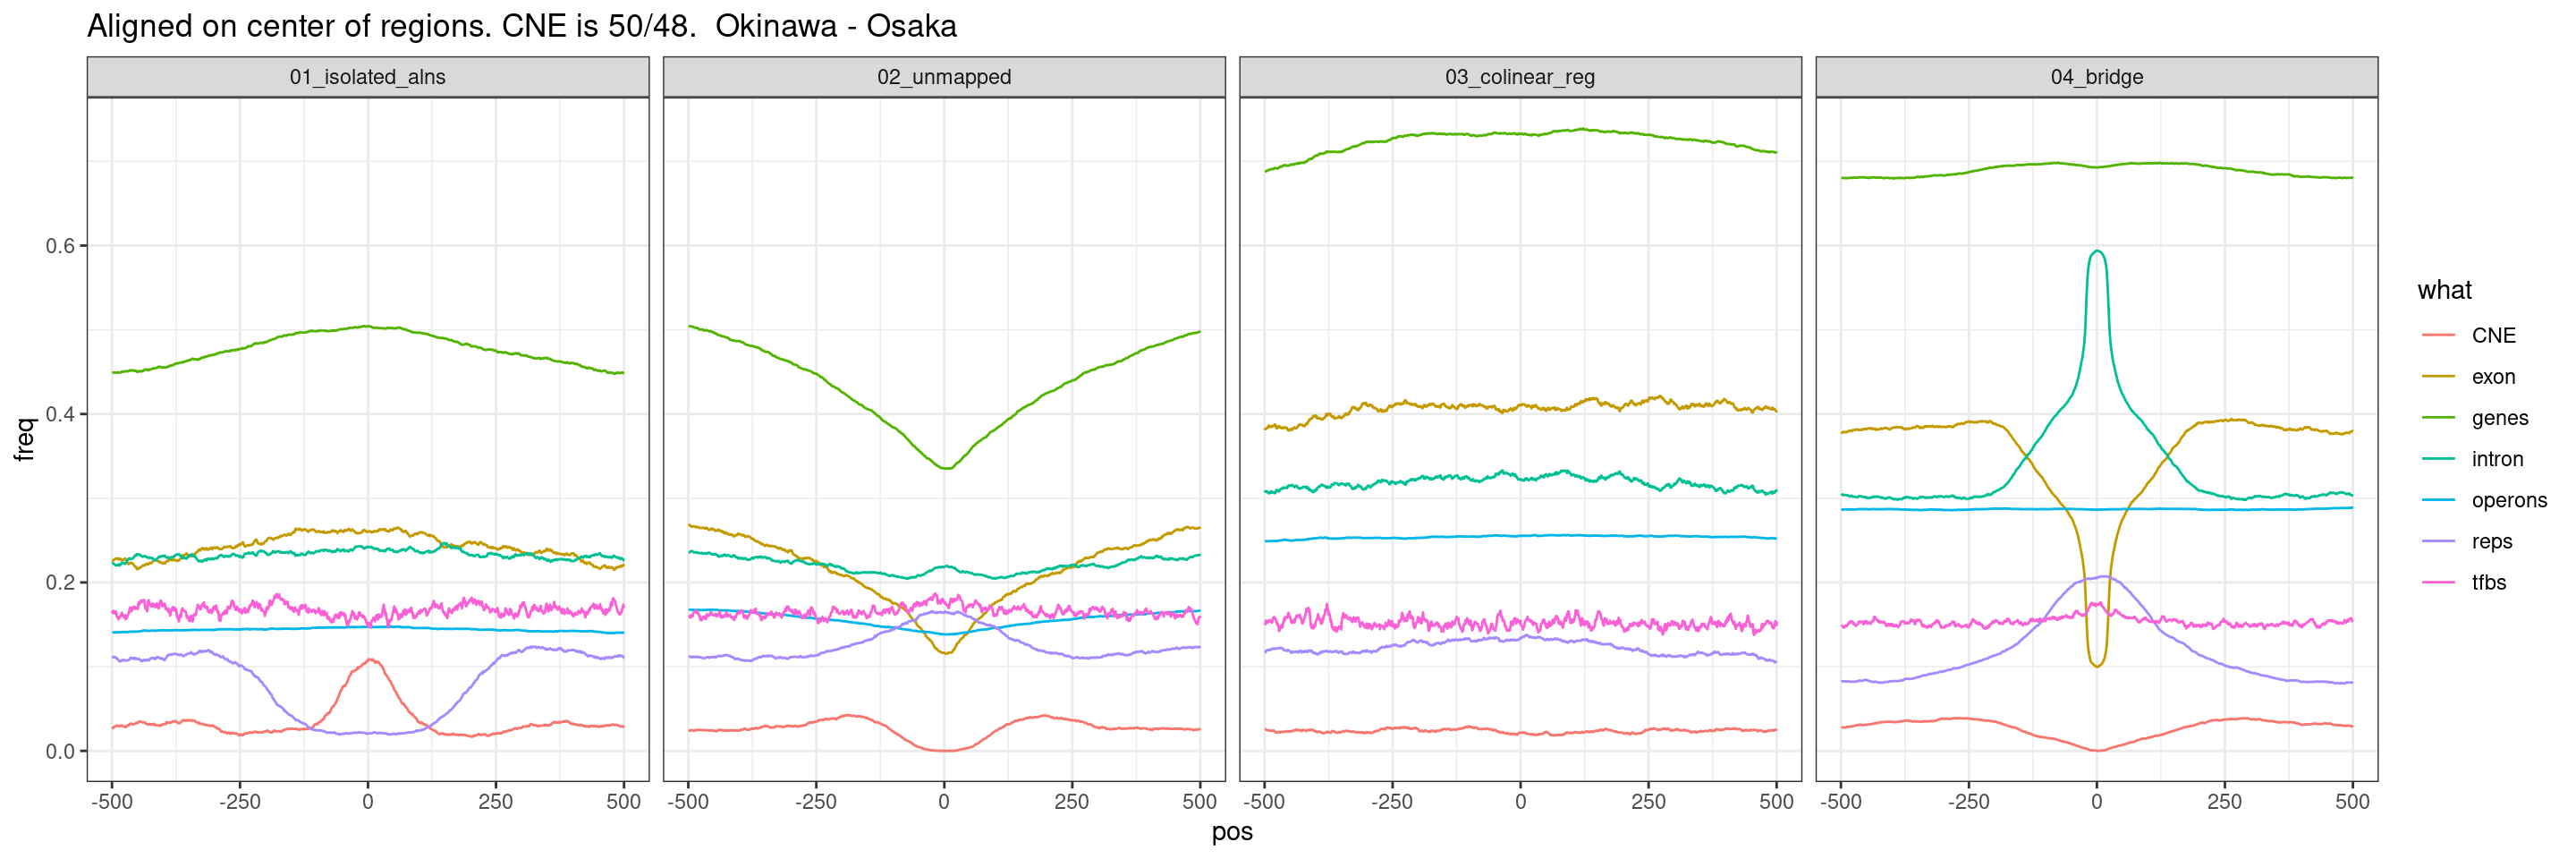 Aligned on center of regions. CNE is 50/48.  Okinawa - Osaka
01_isolated_alns
02_unmapped
03_colinear_reg
04_bridge
freq
0.6
0.4
0.2
0.0
-500 -250 0 250 500
-500 -250 0 250 500
-500 -250 0 250 500
-500 -250 0 250 500
pos
what
CNE
exon
genes
intron
operons
reps
tfbs